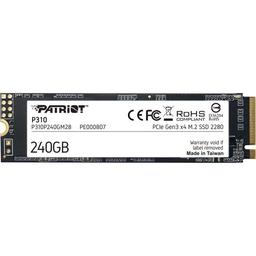 PATRIOT
P310
P310P240GM28 PE000807
CE FC RoHS
COMPLIANT
PCIe Gen3 x4 M.2 SSD 2280
Made in Taiwan
240GB
Warranty void if
label removed